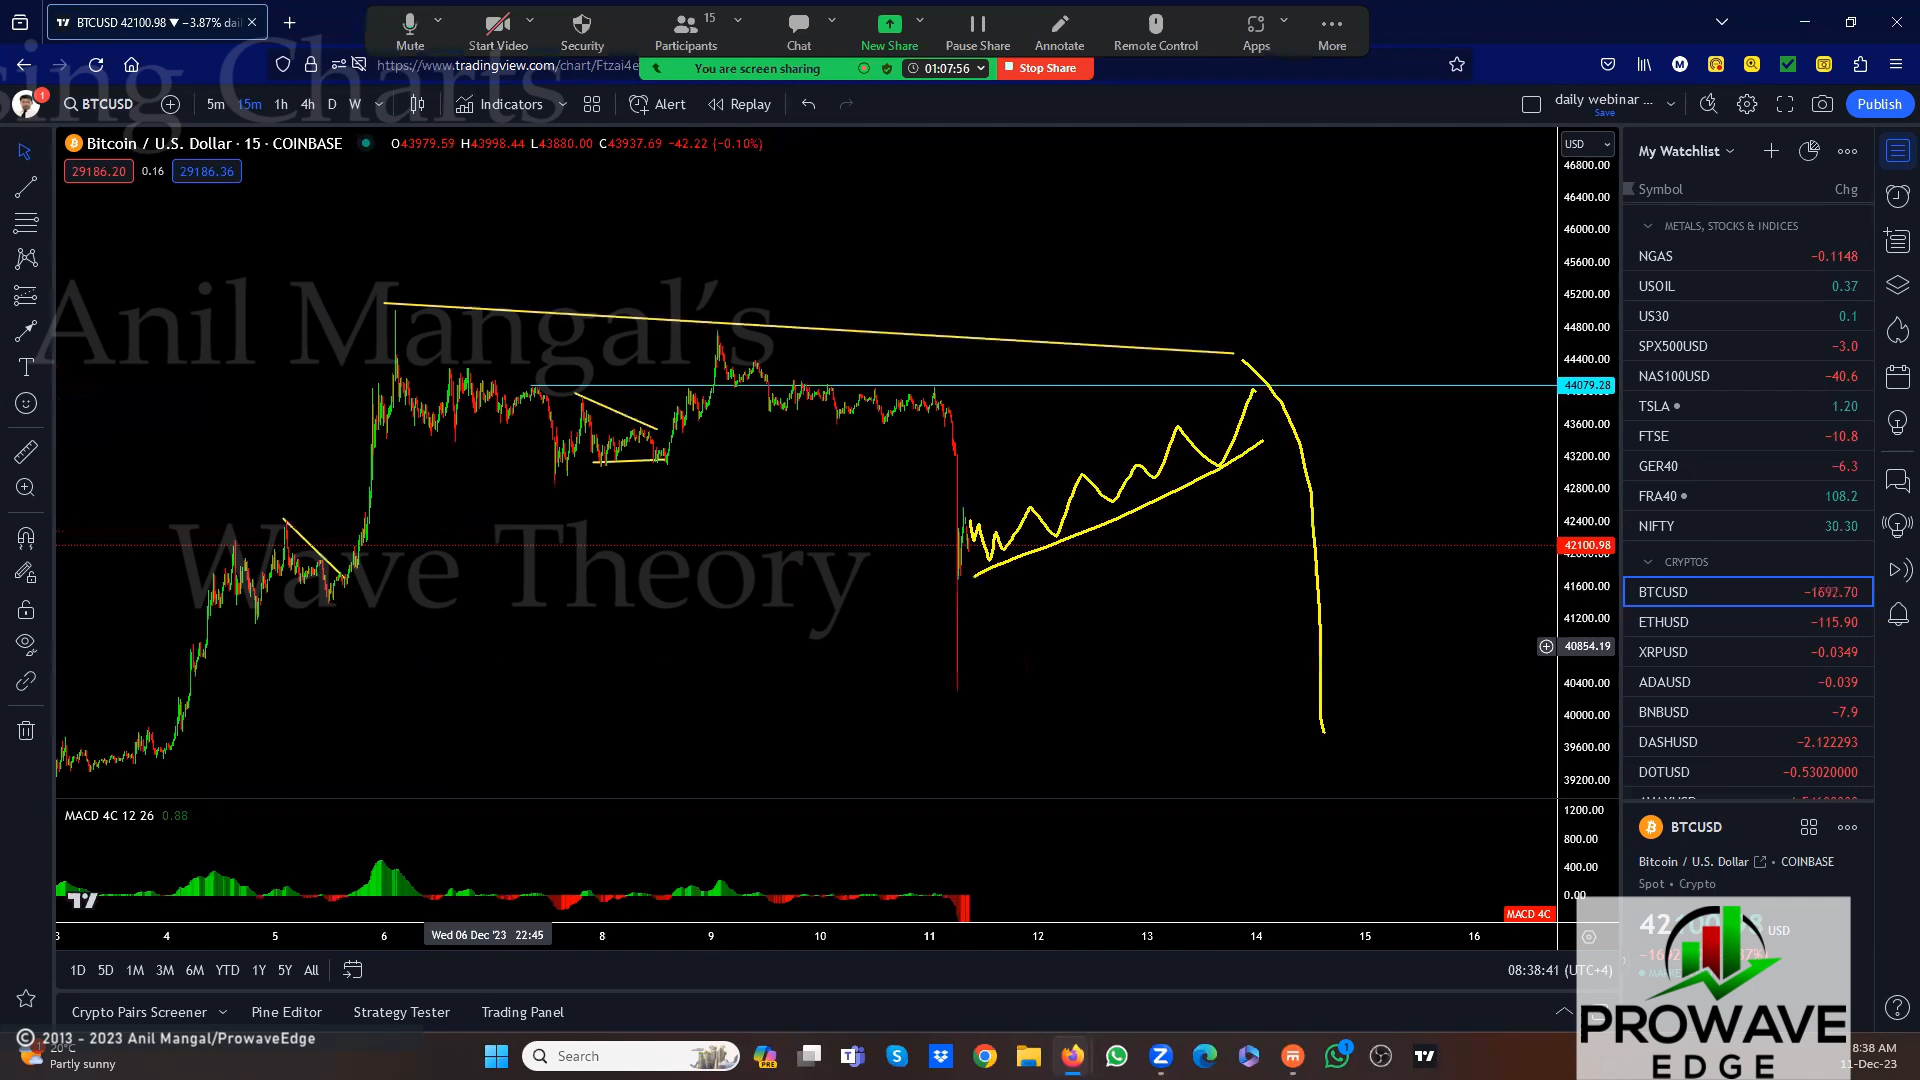 BTCUSD 42100.98 ▼ −3.87% dai
Mute
Start Video
Security
15
Participants
Chat
New Share
Pause Share
Annotate
Remote Control
Apps
More
https://www.tradingview.com/chart/Ftzai4e
You are screen sharing
01:07:56
Stop Share
sing Charts
1
BTCUSD
5m 15m 1h 4h D W
Indicators
Alert
Replay
daily webinar ...
Save
Publish
Bitcoin / U.S. Dollar · 15 · COINBASE
O43979.59 H43998.44 L43880.00 C43937.69 −42.22 (−0.10%)
29186.20 0.16 29186.36
USD
46800.00
46400.00
46000.00
45600.00
45200.00
44800.00
44400.00
44079.28
43600.00
43200.00
42800.00
42400.00
42100.98
41600.00
41200.00
40854.19
40400.00
40000.00
39600.00
39200.00
Anil Mangal's
Wave Theory
MACD 4C 12 26 0.88
1200.00
800.00
400.00
0.00
MACD 4C
3 4 5 6 Wed 06 Dec '23 22:45 8 9 10 11 12 13 14 15 16
1D 5D 1M 3M 6M YTD 1Y 5Y All
08:38:41 (UTC+4)
Crypto Pairs Screener
Pine Editor
Strategy Tester
Trading Panel
My Watchlist
Symbol Chg
METALS, STOCKS & INDICES
NGAS −0.1148
USOIL 0.37
US30 0.1
SPX500USD −3.0
NAS100USD −40.6
TSLA 1.20
FTSE −10.8
GER40 −6.3
FRA40 108.2
NIFTY 30.30
CRYPTOS
BTCUSD −1692.70
ETHUSD −115.90
XRPUSD −0.0349
ADAUSD −0.039
BNBUSD −7.9
DASHUSD −2.122293
DOTUSD −0.53020000
BTCUSD
Bitcoin / U.S. Dollar • COINBASE
Spot • Crypto
USD
PROWAVE
EDGE
© 2013 - 2023 Anil Mangal/ProwaveEdge
1
20°C
Partly sunny
Search
PRE
1
8:38 AM
11-Dec-23